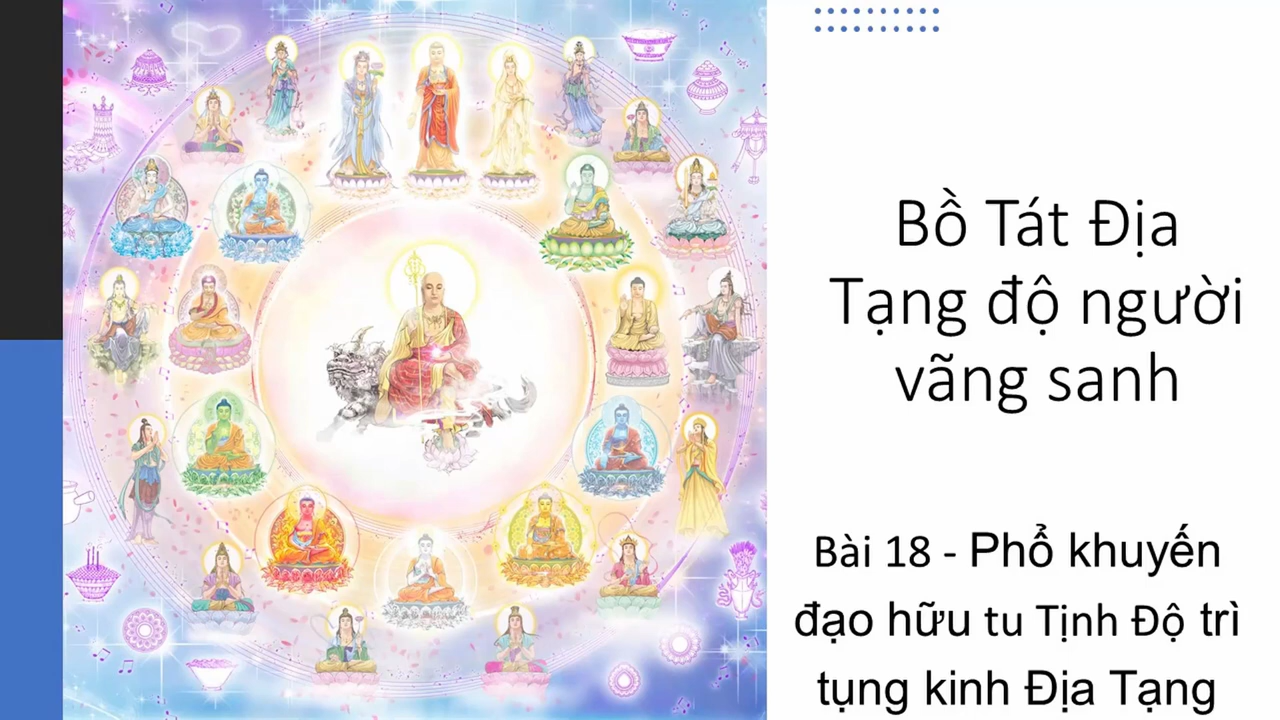 Bồ Tát Địa
Tạng độ người
vãng sanh
Bài 18 - Phổ khuyến
đạo hữu tu Tịnh Độ trì
tụng kinh Địa Tạng